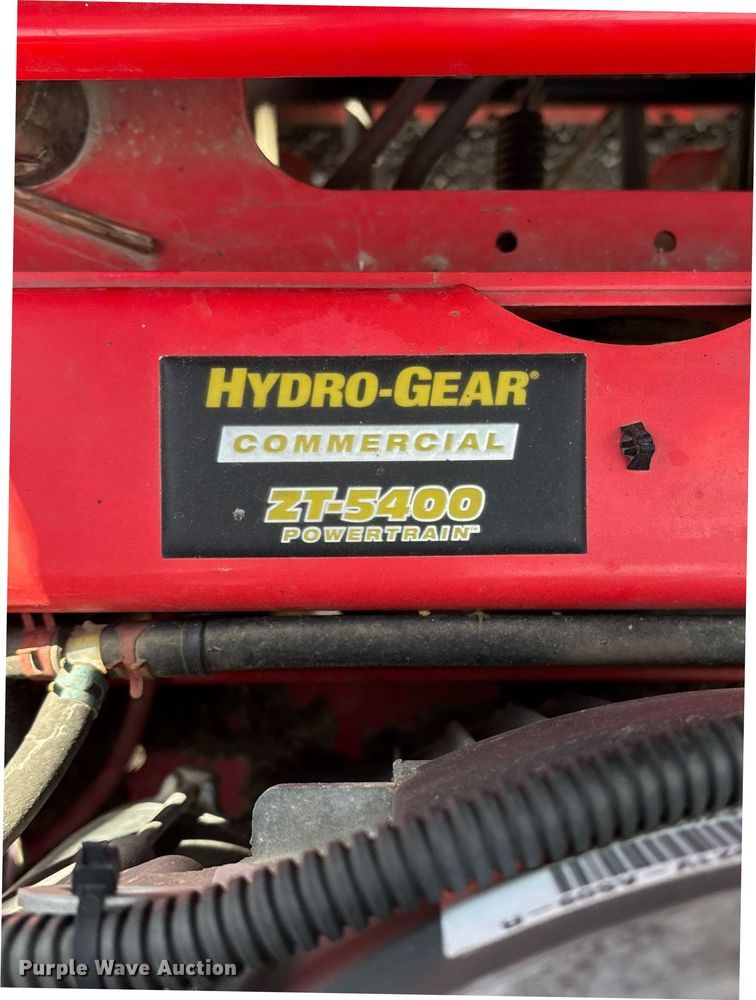 HYDRO-GEAR®
COMMERCIAL
ZT-5400
POWERTRAIN™
Purple Wave Auction